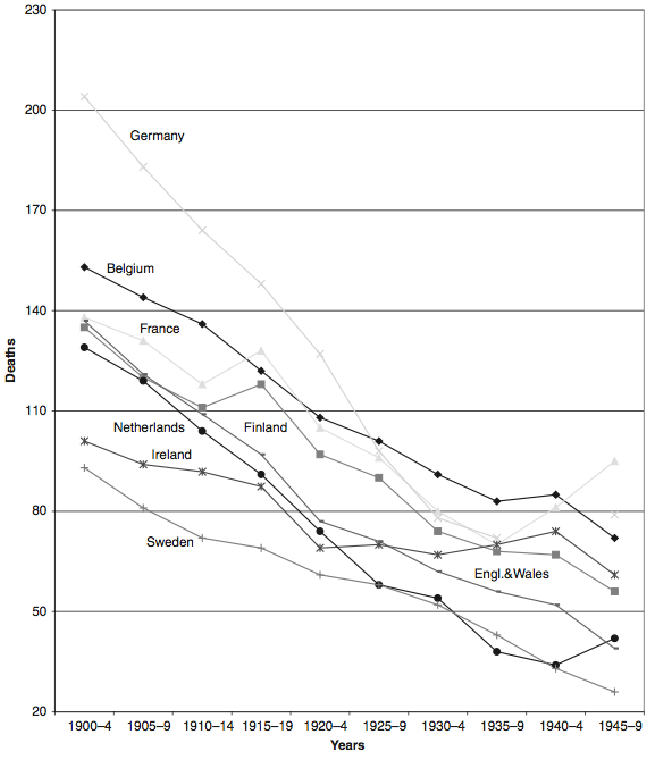 230
200
170
140
110
80
50
20
Deaths
Germany
Belgium
France
Netherlands
Finland
Ireland
Sweden
Engl.&Wales
1900–4 1905–9 1910–14 1915–19 1920–4 1925–9 1930–4 1935–9 1940–4 1945–9
Years